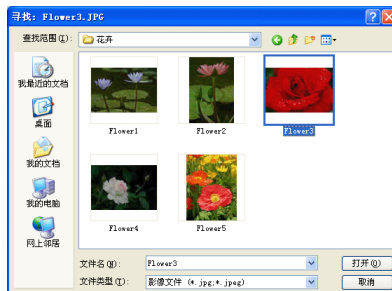 寻找: Flower3.JPG
查找范围(I): 花卉
我最近的文档
桌面
我的文档
我的电脑
网上邻居
Flower1 Flower2 Flower3
Flower4 Flower5
文件名(N): Flower3 打开(O)
文件类型(T): 影像文件 (*.jpg;*.jpeg) 取消